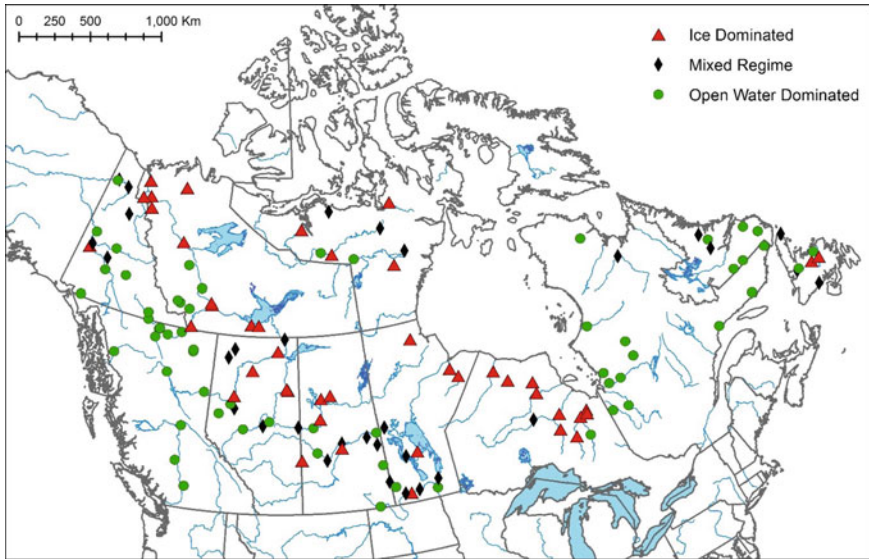 0 250 500 1,000 Km
Ice Dominated
Mixed Regime
Open Water Dominated